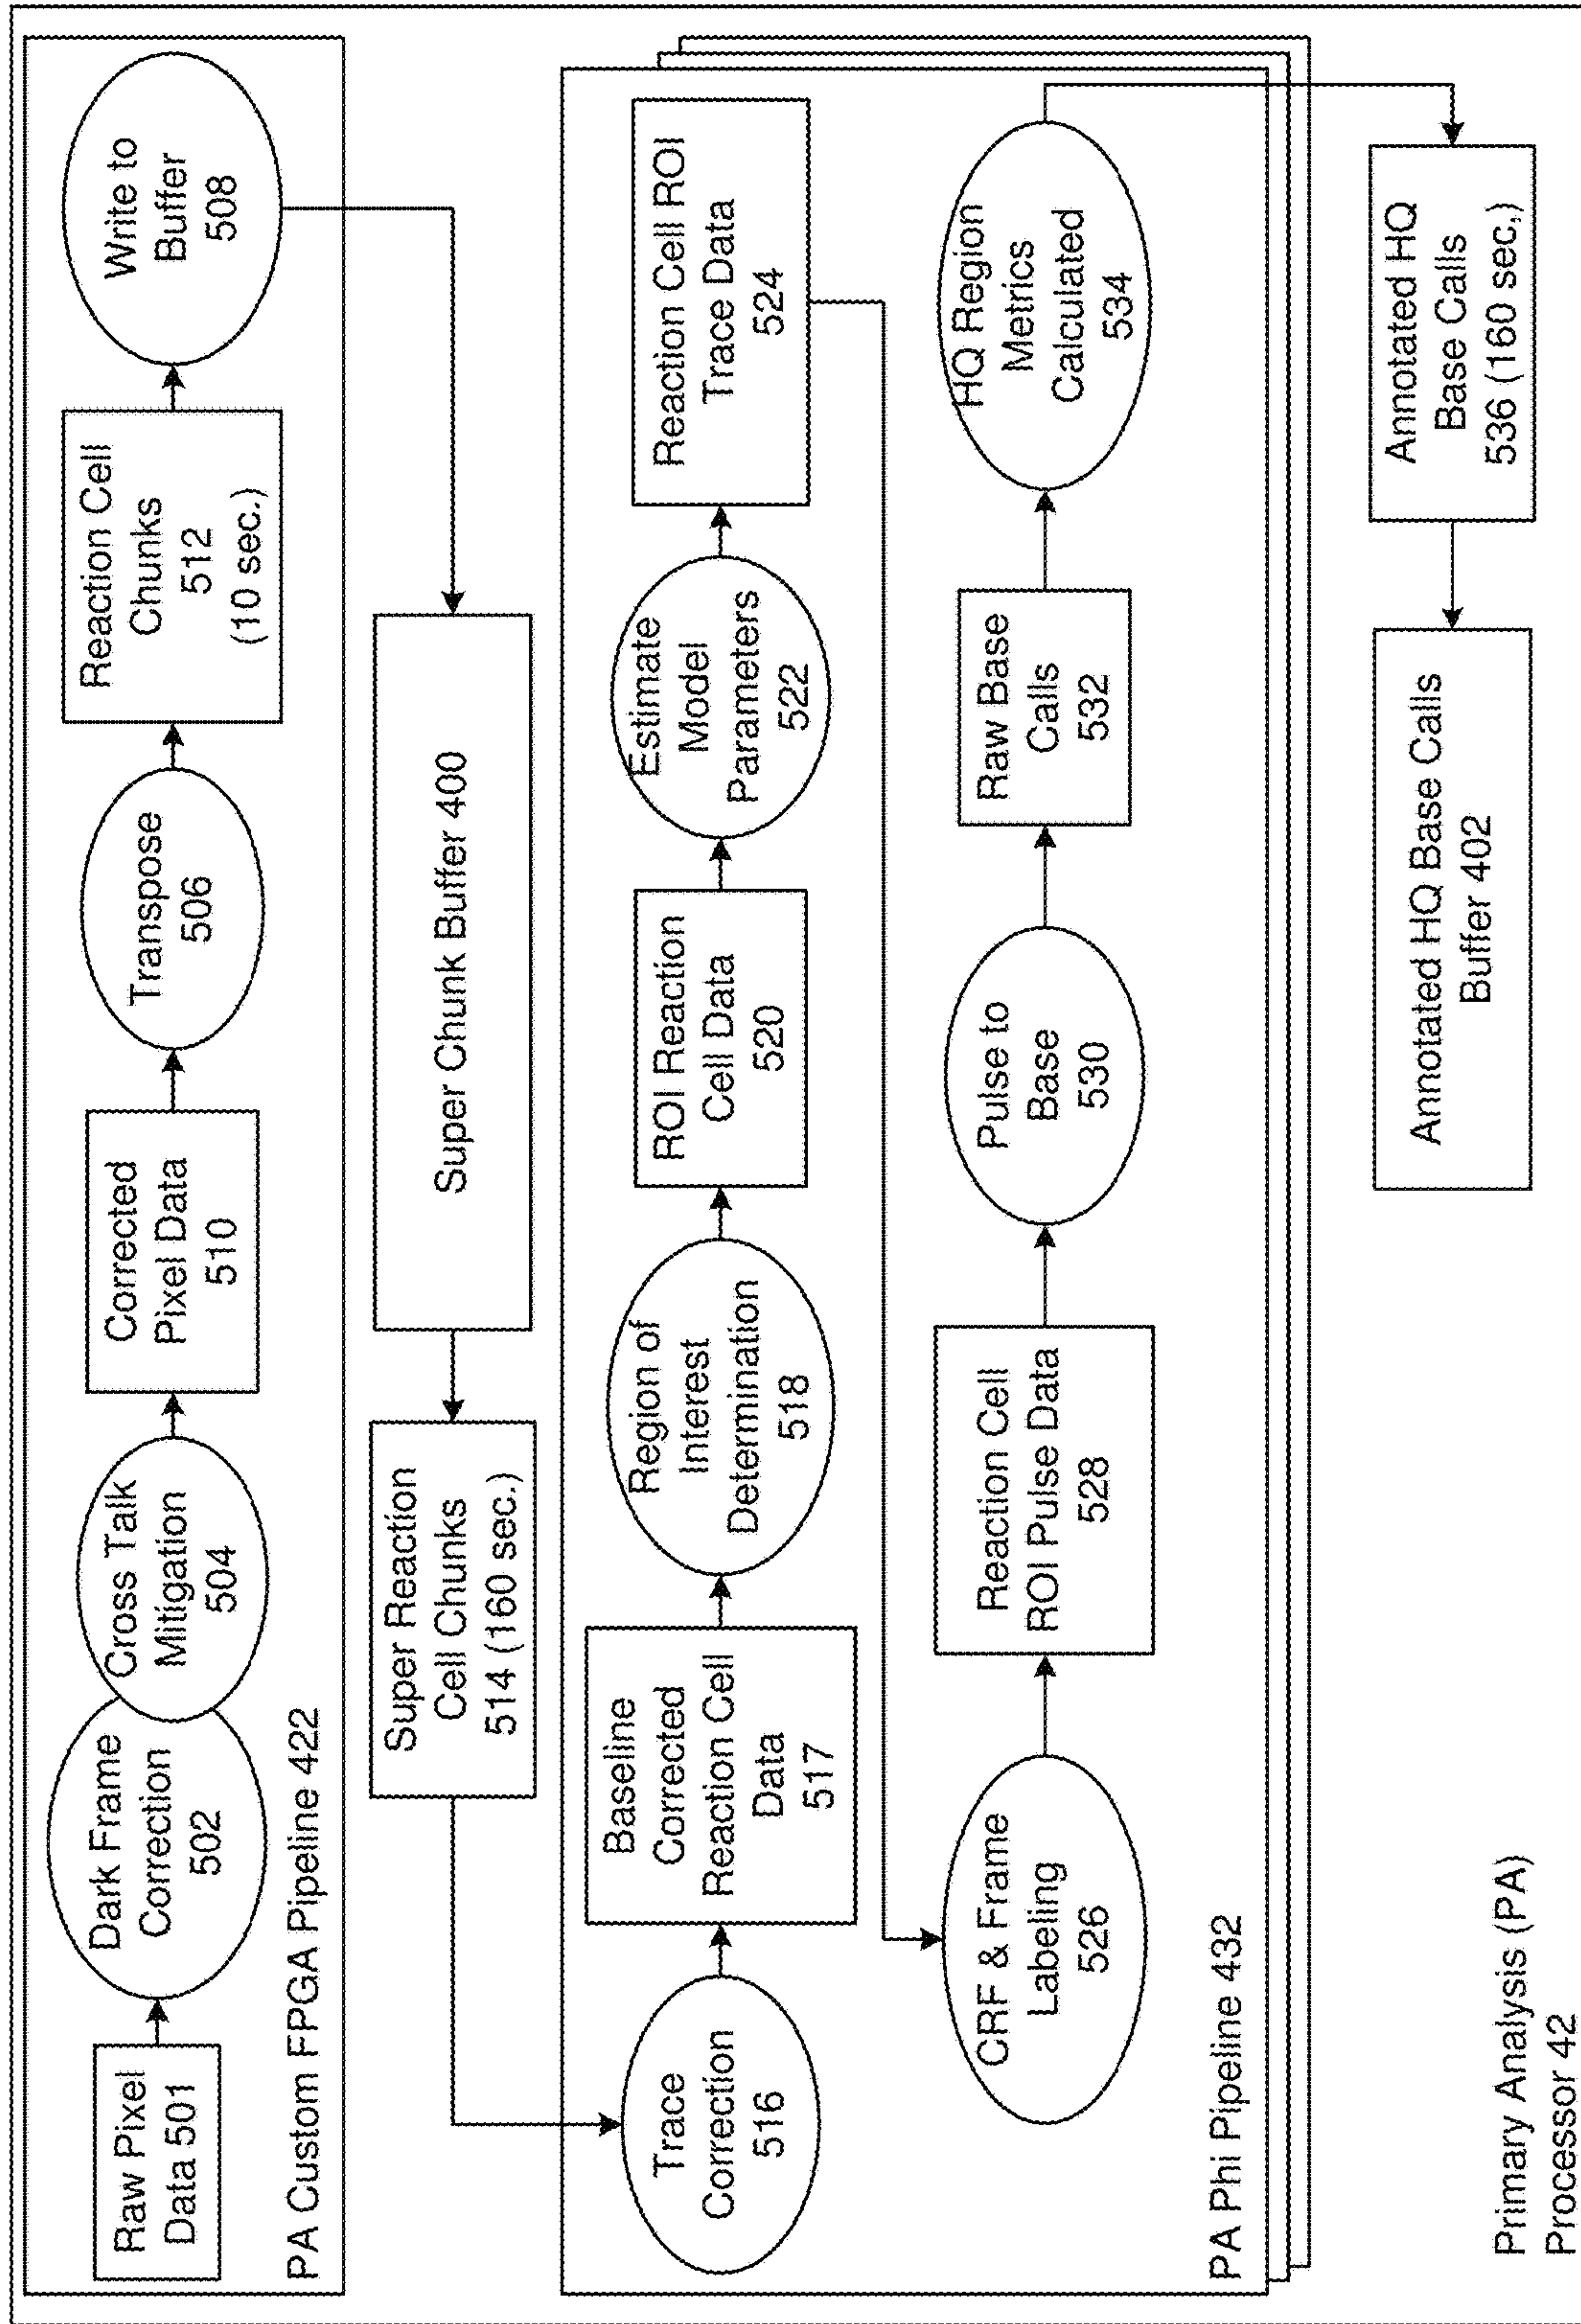 Raw Pixel
Data 501
Dark Frame
Correction
502
Cross Talk
Mitigation
504
Corrected
Pixel Data
510
Transpose
506
Reaction Cell
Chunks
512
(10 sec.)
Write to
Buffer
508
PA Custom FPGA Pipeline 422
Super Chunk Buffer 400
Super Reaction
Cell Chunks
514 (160 sec.)
Trace
Correction
516
Baseline
Corrected
Reaction Cell
Data
517
Region of
Interest
Determination
518
ROI Reaction
Cell Data
520
Estimate
Model
Parameters
522
Reaction Cell ROI
Trace Data
524
CRF & Frame
Labeling
526
Reaction Cell
ROI Pulse Data
528
Pulse to
Base
530
Raw Base
Calls
532
HQ Region
Metrics
Calculated
534
PA Phi Pipeline 432
Annotated HQ
Base Calls
536 (160 sec,)
Annotated HQ Base Calls
Buffer 402
Primary Analysis (PA)
Processor 42